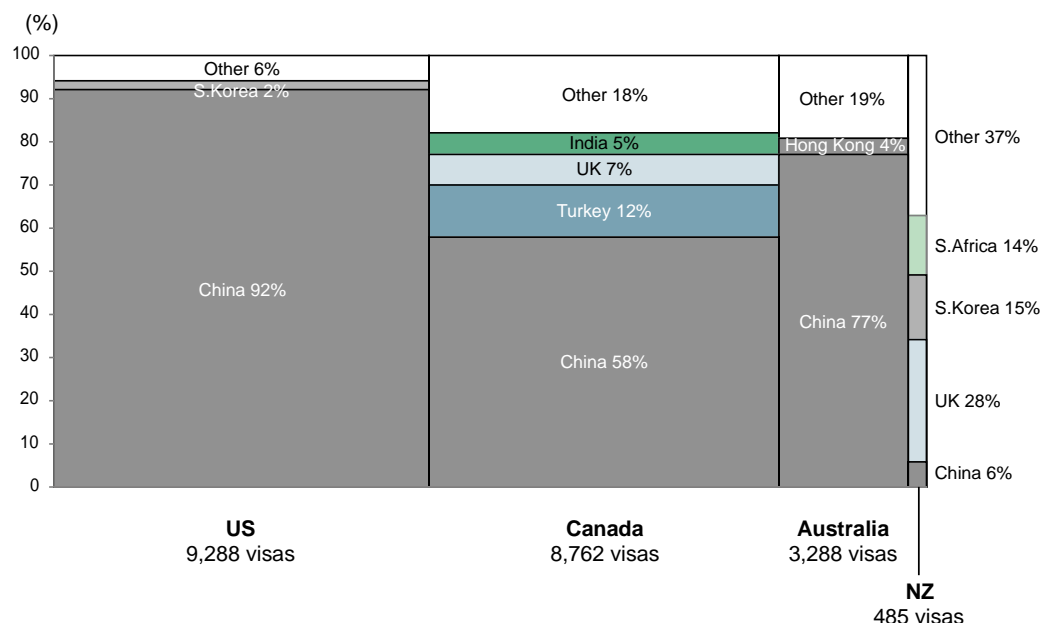 (%)
100
90
80
70
60
50
40
30
20
10
0
Other 6%
S.Korea 2%
China 92%
Other 18%
India 5%
UK 7%
Turkey 12%
China 58%
Other 19%
Hong Kong 4%
China 77%
Other 37%
S.Africa 14%
S.Korea 15%
UK 28%
China 6%
US
9,288 visas
Canada
8,762 visas
Australia
3,288 visas
NZ
485 visas